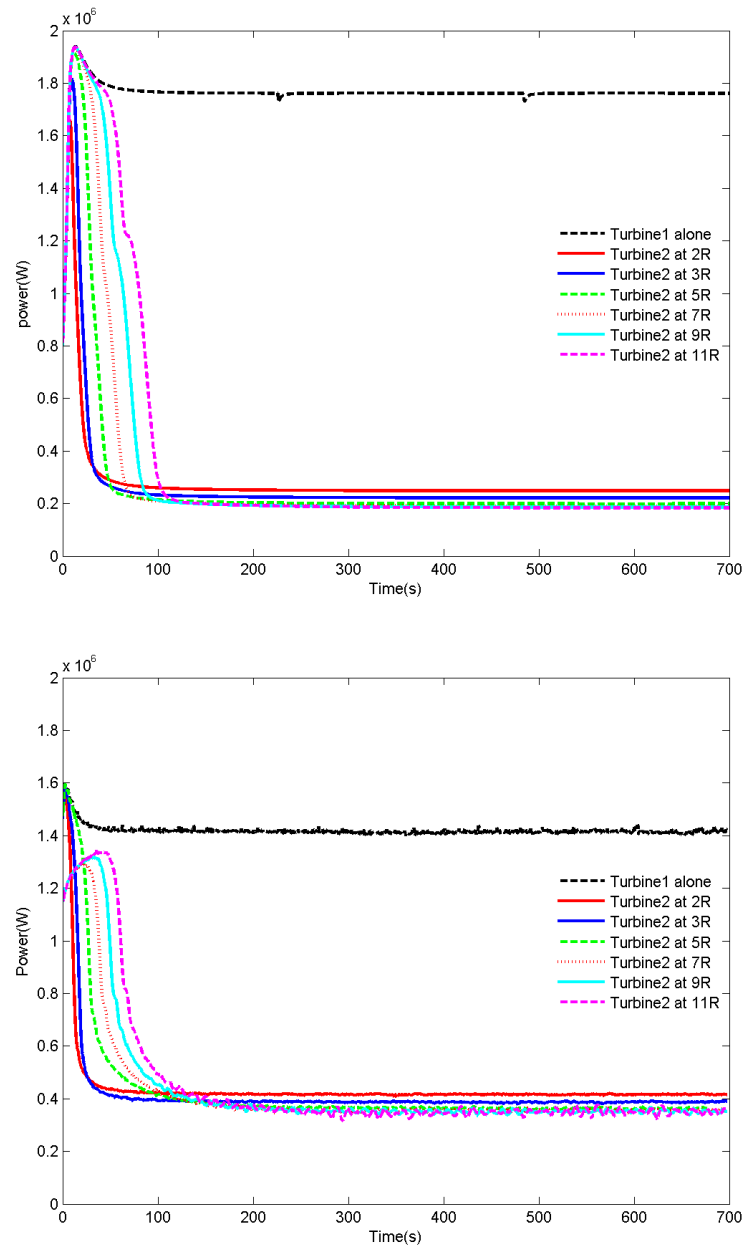 x 10^6
2
1.8
1.6
1.4
1.2
1
0.8
0.6
0.4
0.2
0
power(W)
Turbine1 alone
Turbine2 at 2R
Turbine2 at 3R
Turbine2 at 5R
Turbine2 at 7R
Turbine2 at 9R
Turbine2 at 11R
0 100 200 300 400 500 600 700
Time(s)
x 10^6
2
1.8
1.6
1.4
1.2
1
0.8
0.6
0.4
0.2
0
Power(W)
Turbine1 alone
Turbine2 at 2R
Turbine2 at 3R
Turbine2 at 5R
Turbine2 at 7R
Turbine2 at 9R
Turbine2 at 11R
0 100 200 300 400 500 600 700
Time(s)